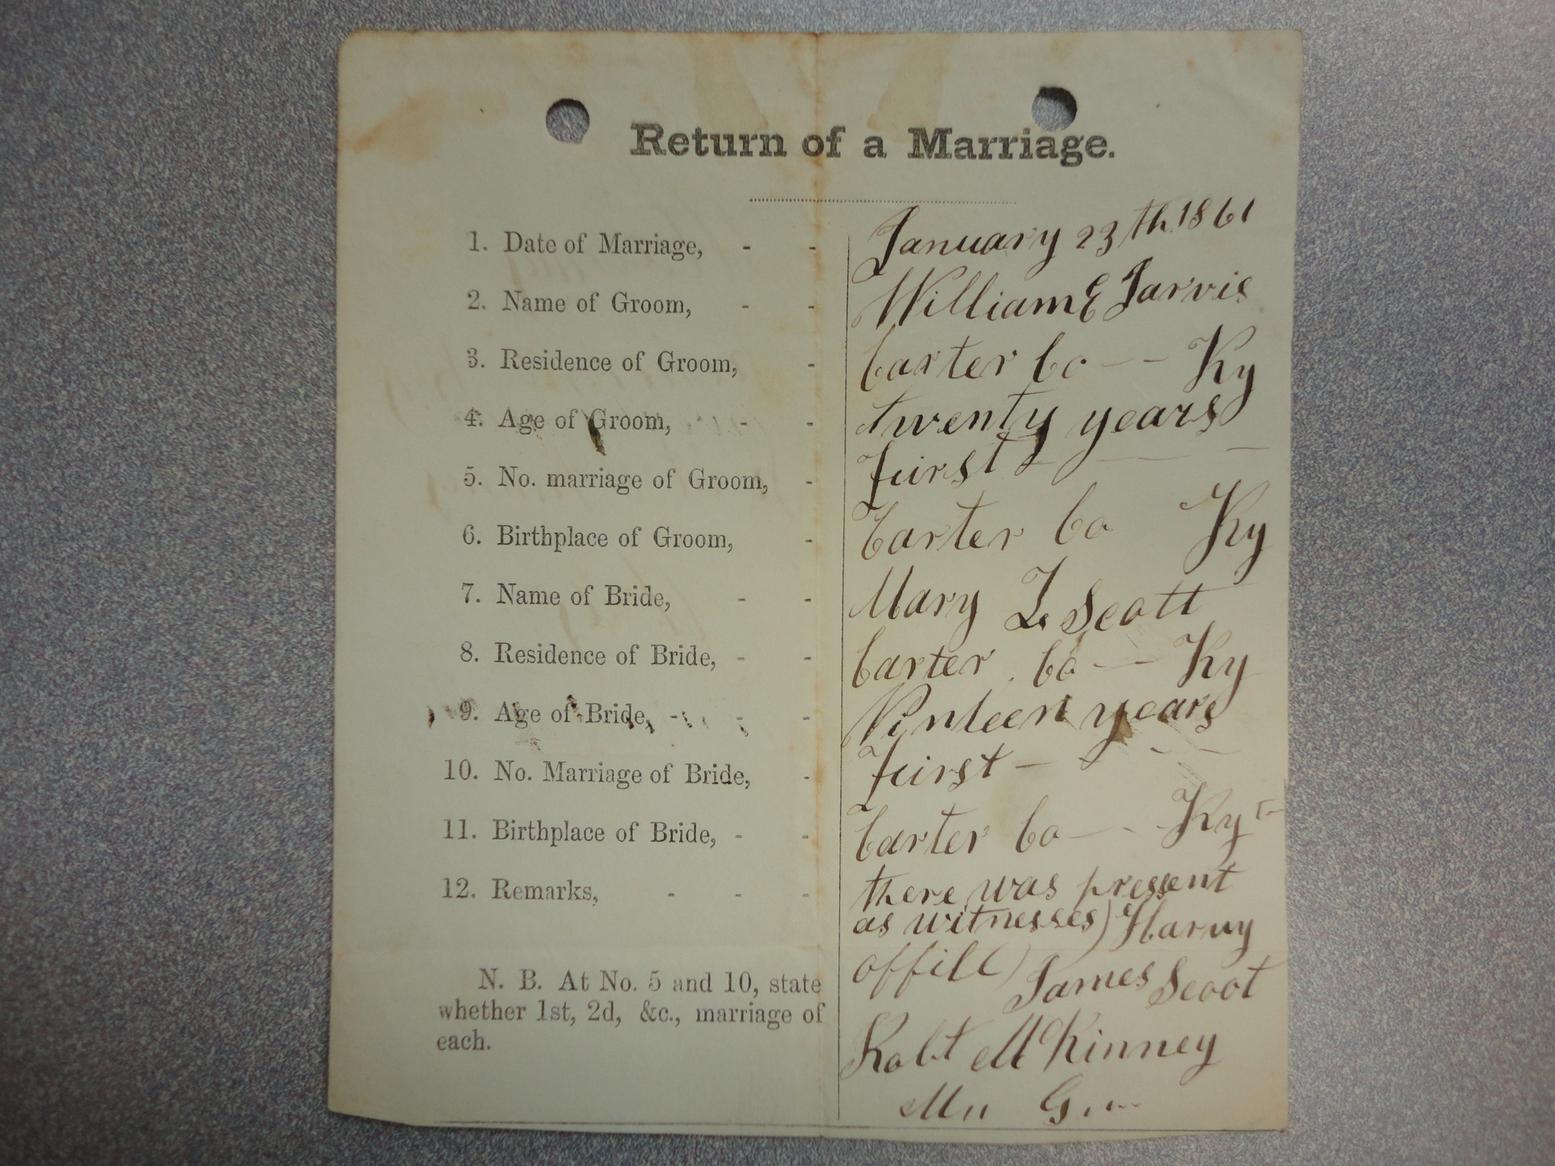 Return of a Marriage.
1. Date of Marriage, - - January 23th 1861
2. Name of Groom, - - William E Jarvis
3. Residence of Groom, - Carter Co - - Ky
4. Age of Groom, - - twenty years
5. No. marriage of Groom, - first - - -
6. Birthplace of Groom, - Carter Co Ky
7. Name of Bride, - - Mary L. Scott
8. Residence of Bride, - - Carter . Co - - Ky
9. Age of Bride, - - - Ninteen years
10. No. Marriage of Bride, - first - - -
11. Birthplace of Bride, - - Carter Co - - Ky
12. Remarks, - - - there was pressent
as witnesses) Harvy
offill) James Scoot
N. B. At No. 5 and 10, state
whether 1st, 2d, &c., marriage of
each.
Robt McKinney